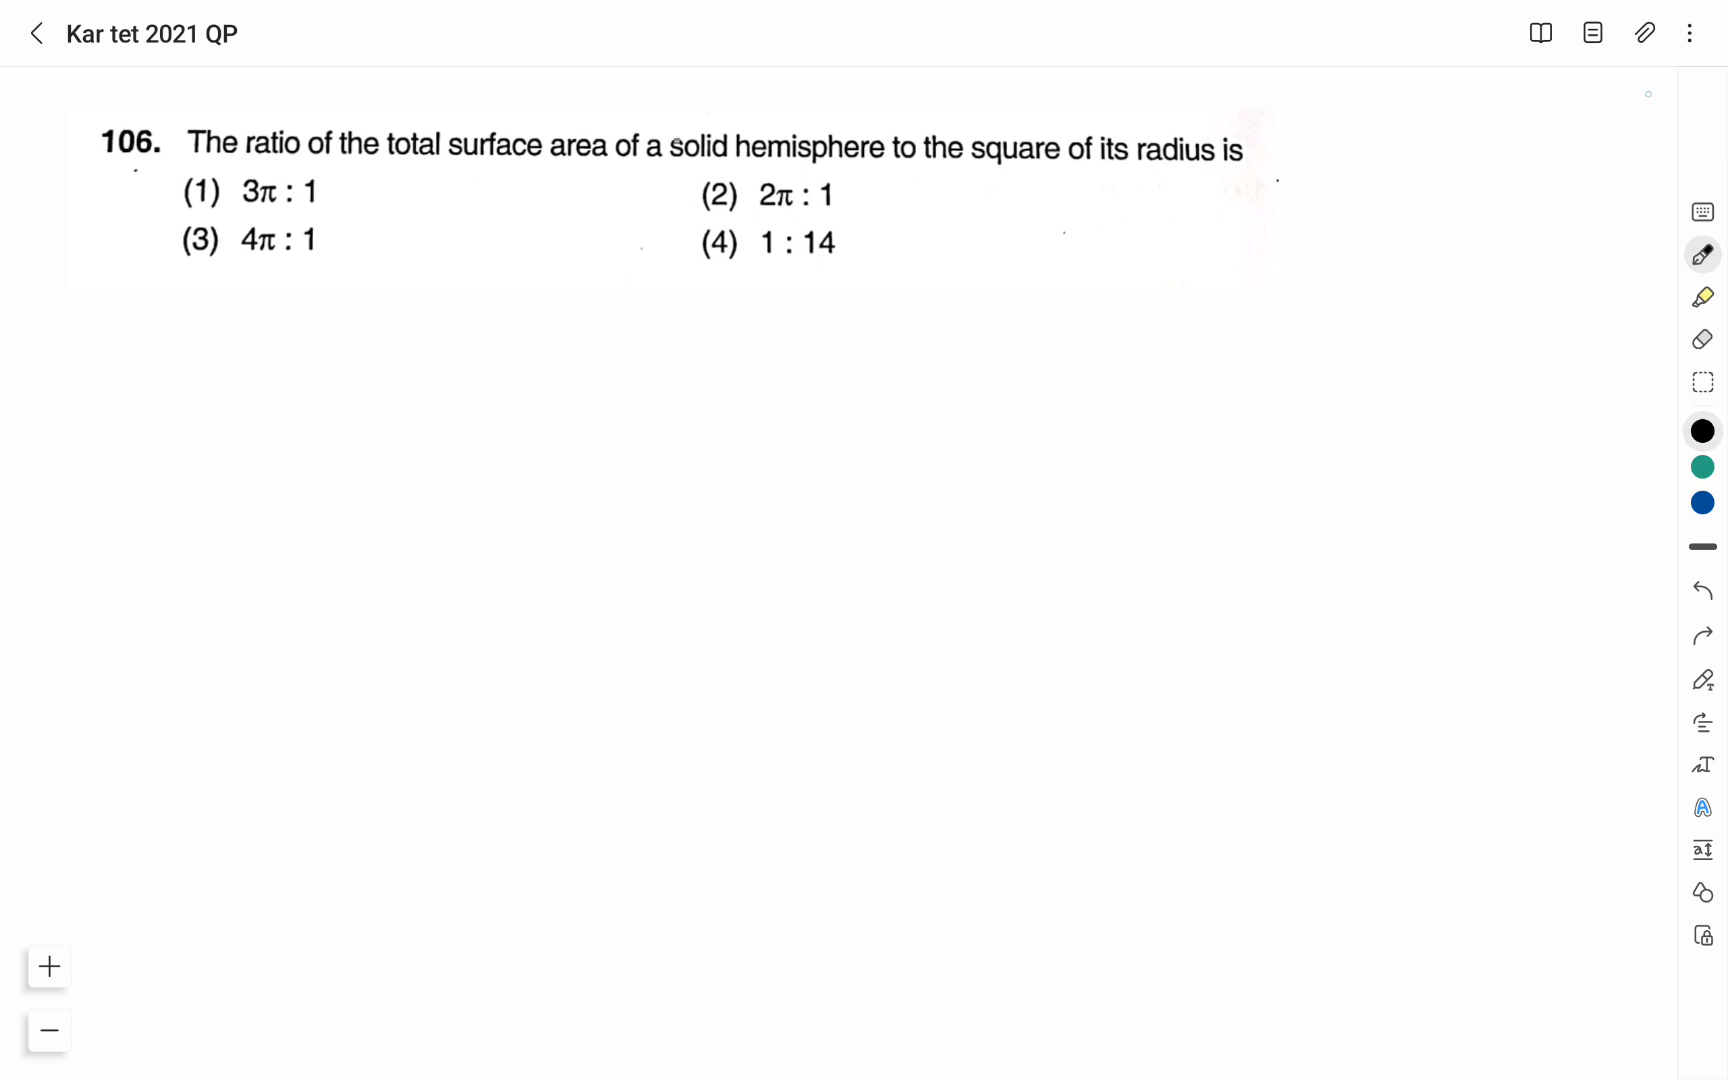 Kar tet 2021 QP
106. The ratio of the total surface area of a solid hemisphere to the square of its radius is
(1) 3π : 1 (2) 2π : 1
(3) 4π : 1 (4) 1 : 14